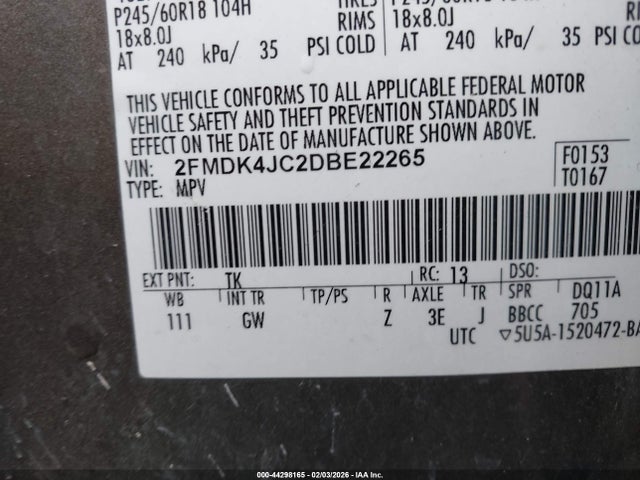 P245/60R18 104H
18x8.0J RIMS 18x8.0J
AT 240 kPa/ 35 PSI COLD AT 240 kPa/ 35 PSI CO
THIS VEHICLE CONFORMS TO ALL APPLICABLE FEDERAL MOTOR
VEHICLE SAFETY AND THEFT PREVENTION STANDARDS IN
EFFECT ON THE DATE OF MANUFACTURE SHOWN ABOVE.
VIN: 2FMDK4JC2DBE22265 F0153
TYPE: MPV T0167
EXT PNT: TK RC: 13 DSO:
WB INT TR TP/PS R AXLE TR SPR DQ11A
111 GW Z 3E J BBCC 705
UTC ▽5U5A-1520472-BA
000-44298165 - 02/03/2026 - IAA Inc.